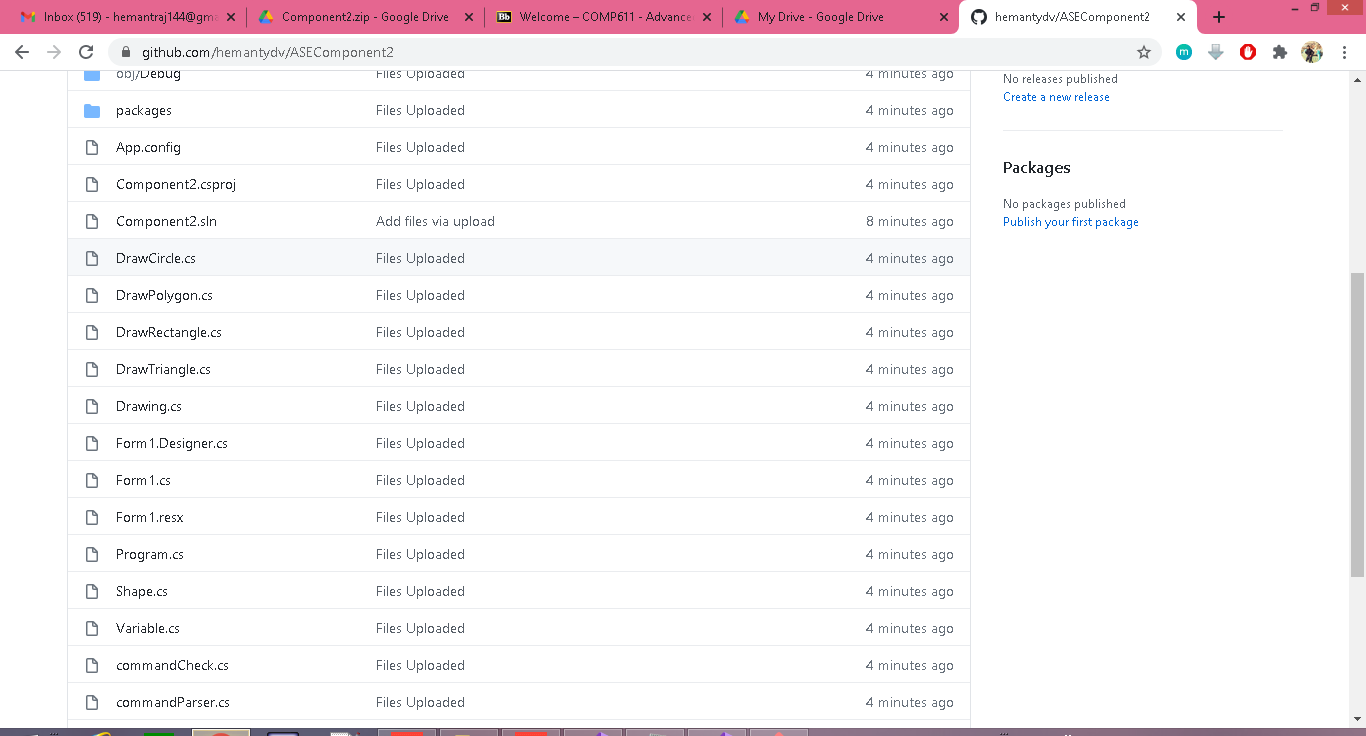 Inbox (519) - hemantraj144@gma
Component2.zip - Google Drive
Bb Welcome – COMP611 - Advance
My Drive - Google Drive
hemantydv/ASEComponent2
github.com/hemantydv/ASEComponent2
m
obj/Debug Files Uploaded 4 minutes ago
packages Files Uploaded 4 minutes ago
App.config Files Uploaded 4 minutes ago
Component2.csproj Files Uploaded 4 minutes ago
Component2.sln Add files via upload 8 minutes ago
DrawCircle.cs Files Uploaded 4 minutes ago
DrawPolygon.cs Files Uploaded 4 minutes ago
DrawRectangle.cs Files Uploaded 4 minutes ago
DrawTriangle.cs Files Uploaded 4 minutes ago
Drawing.cs Files Uploaded 4 minutes ago
Form1.Designer.cs Files Uploaded 4 minutes ago
Form1.cs Files Uploaded 4 minutes ago
Form1.resx Files Uploaded 4 minutes ago
Program.cs Files Uploaded 4 minutes ago
Shape.cs Files Uploaded 4 minutes ago
Variable.cs Files Uploaded 4 minutes ago
commandCheck.cs Files Uploaded 4 minutes ago
commandParser.cs Files Uploaded 4 minutes ago
No releases published
Create a new release
Packages
No packages published
Publish your first package